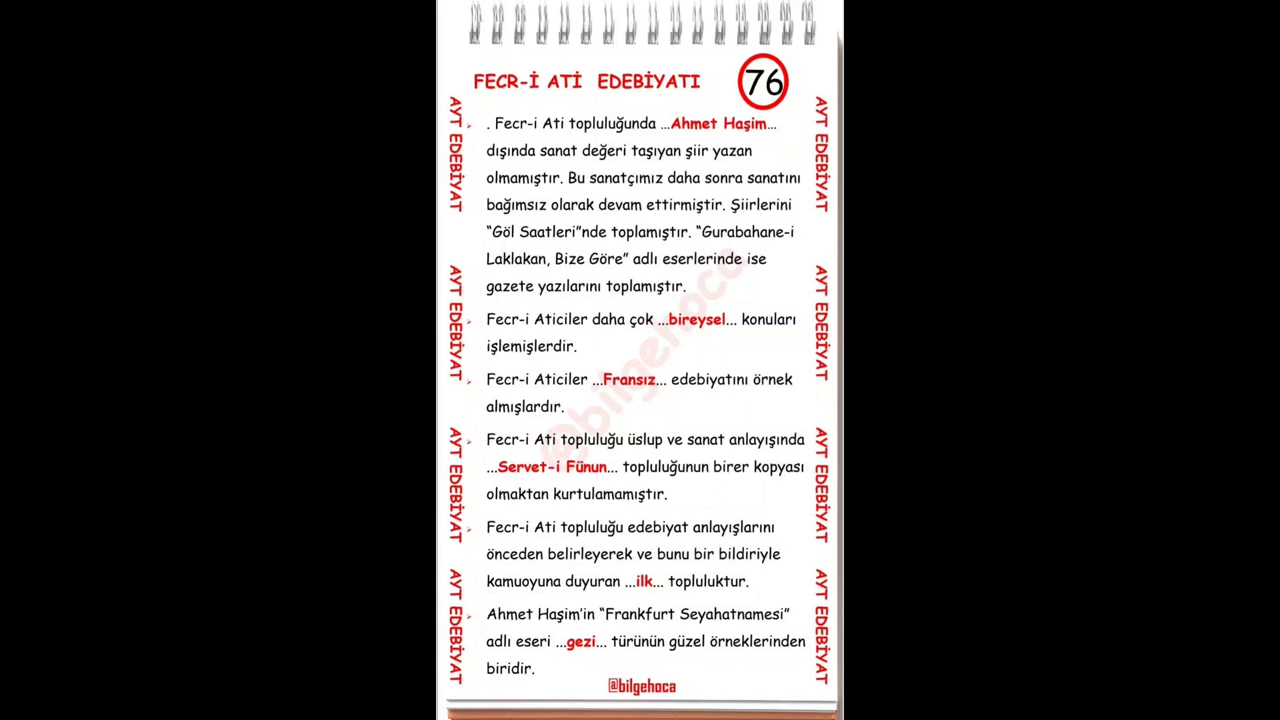 FECR-İ ATİ EDEBİYATI
76
. Fecr-i Ati topluluğunda …Ahmet Haşim…
dışında sanat değeri taşıyan şiir yazan
olmamıştır. Bu sanatçımız daha sonra sanatını
bağımsız olarak devam ettirmiştir. Şiirlerini
“Göl Saatleri”nde toplamıştır. “Gurabahane-i
Laklakan, Bize Göre” adlı eserlerinde ise
gazete yazılarını toplamıştır.
Fecr-i Aticiler daha çok …bireysel… konuları
işlemişlerdir.
Fecr-i Aticiler …Fransız… edebiyatını örnek
almışlardır.
Fecr-i Ati topluluğu üslup ve sanat anlayışında
…Servet-i Fünun… topluluğunun birer kopyası
olmaktan kurtulamamıştır.
Fecr-i Ati topluluğu edebiyat anlayışlarını
önceden belirleyerek ve bunu bir bildiriyle
kamuoyuna duyuran …ilk… topluluktur.
Ahmet Haşim’in “Frankfurt Seyahatnamesi”
adlı eseri …gezi… türünün güzel örneklerinden
biridir.
@bilgehoca
AYT EDEBİYAT
AYT EDEBİYAT
AYT EDEBİYAT
AYT EDEBİYAT
AYT EDEBİYAT
AYT EDEBİYAT
AYT EDEBİYAT
AYT EDEBİYAT
@bilgehoca